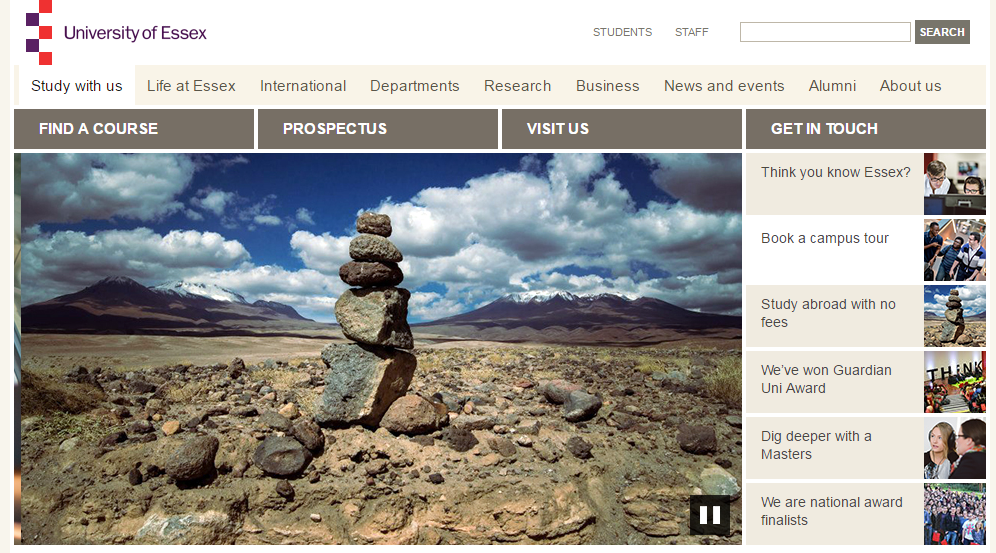 University of Essex
STUDENTS STAFF SEARCH
Study with us Life at Essex International Departments Research Business News and events Alumni About us
FIND A COURSE PROSPECTUS VISIT US GET IN TOUCH
Think you know Essex?
Book a campus tour
Study abroad with no
fees
We've won Guardian
Uni Award
THINK
Dig deeper with a
Masters
We are national award
finalists